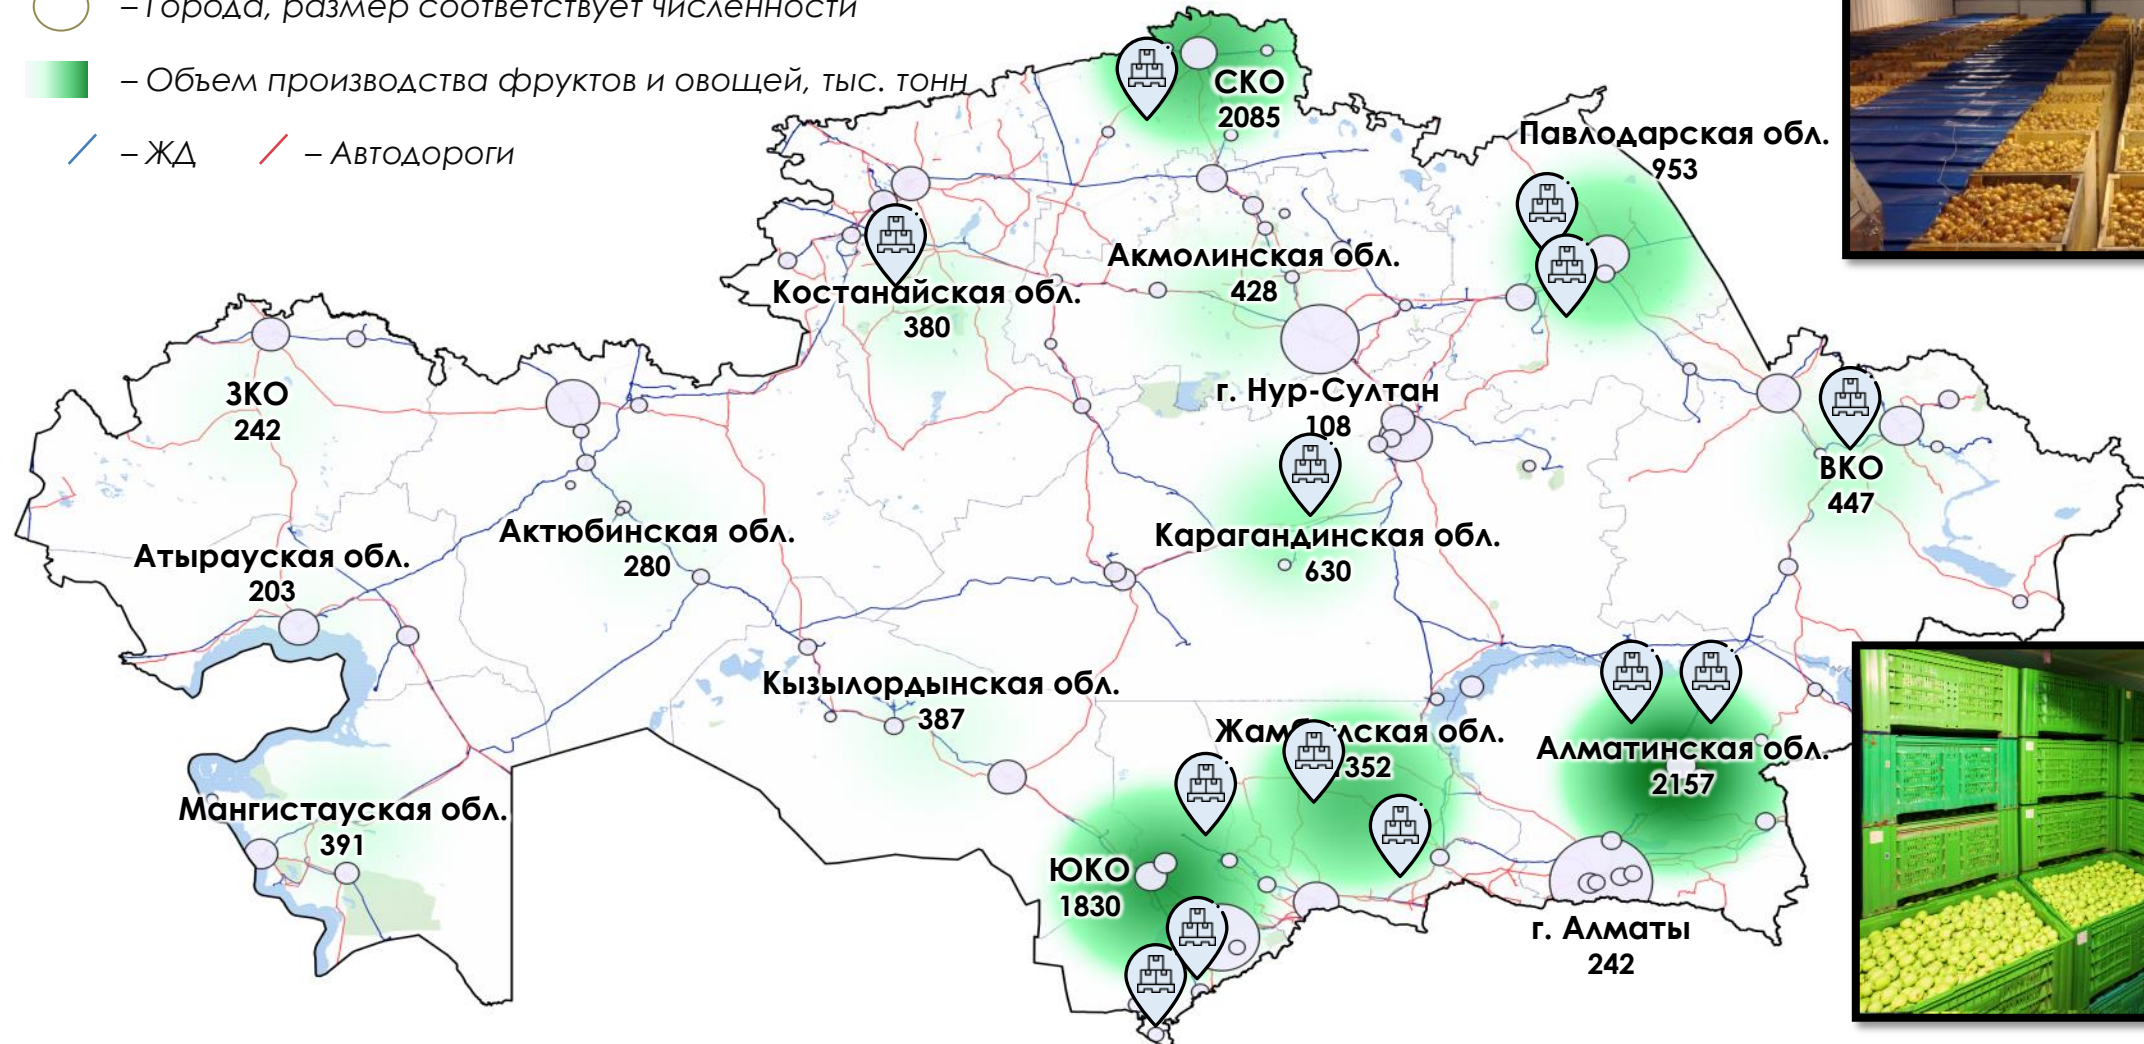 – Города, размер соответствует численности
– Объем производства фруктов и овощей, тыс. тонн
– ЖД
– Автодороги
СКО
2085
Павлодарская обл.
953
Акмолинская обл.
428
Костанайская обл.
380
г. Нур-Султан
108
ЗКО
242
ВКО
447
Карагандинская обл.
630
Актюбинская обл.
280
Атырауская обл.
203
Кызылордынская обл.
387
обл.
352
Алматинская обл.
2157
Мангистауская обл.
391
ЮКО
1830
г. Алматы
242